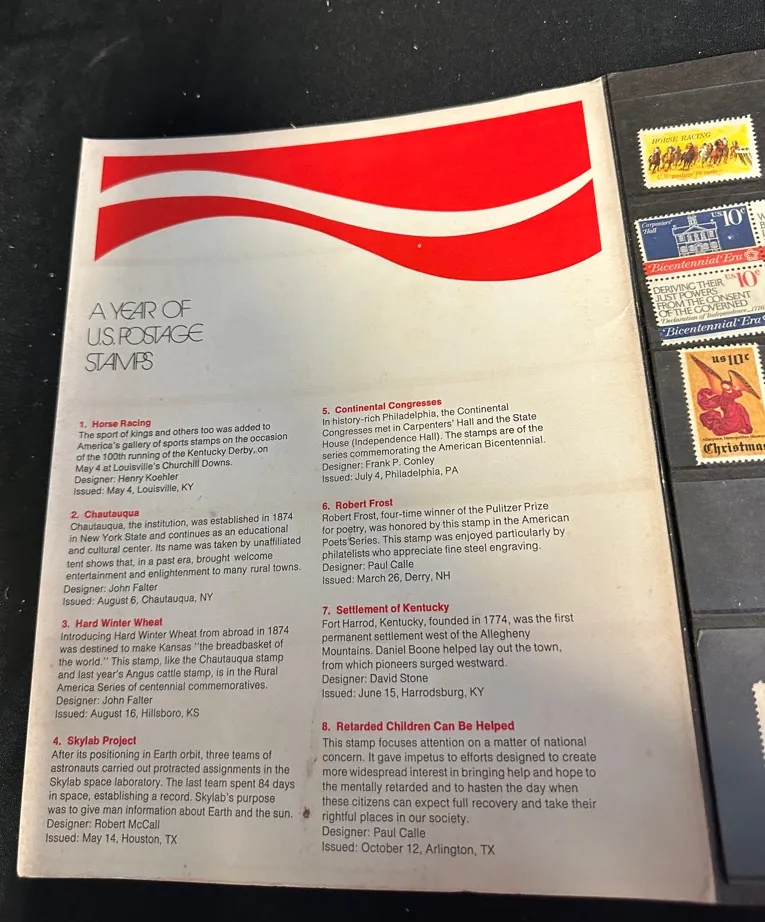 A YEAR OF
U.S. POSTAGE
STAMPS
1. Horse Racing
The sport of kings and others too was added to
America's gallery of sports stamps on the occasion
of the 100th running of the Kentucky Derby, on
May 4 at Louisville's Churchill Downs.
Designer: Henry Koehler
Issued: May 4, Louisville, KY
2. Chautauqua
Chautauqua, the institution, was established in 1874
in New York State and continues as an educational
and cultural center. Its name was taken by unaffiliated
tent shows that, in a past era, brought welcome
entertainment and enlightenment to many rural towns.
Designer: John Falter
Issued: August 6, Chautauqua, NY
3. Hard Winter Wheat
Introducing Hard Winter Wheat from abroad in 1874
was destined to make Kansas "the breadbasket of
the world." This stamp, like the Chautauqua stamp
and last year's Angus cattle stamp, is in the Rural
America Series of centennial commemoratives.
Designer: John Falter
Issued: August 16, Hillsboro, KS
4. Skylab Project
After its positioning in Earth orbit, three teams of
astronauts carried out protracted assignments in the
Skylab space laboratory. The last team spent 84 days
in space, establishing a record. Skylab's purpose
was to give man information about Earth and the sun.
Designer: Robert McCall
Issued: May 14, Houston, TX
5. Continental Congresses
In history-rich Philadelphia, the Continental
Congresses met in Carpenters' Hall and the State
House (Independence Hall). The stamps are of the
series commemorating the American Bicentennial.
Designer: Frank P. Conley
Issued: July 4, Philadelphia, PA
6. Robert Frost
Robert Frost, four-time winner of the Pulitzer Prize
for poetry, was honored by this stamp in the American
Poets Series. This stamp was enjoyed particularly by
philatelists who appreciate fine steel engraving.
Designer: Paul Calle
Issued: March 26, Derry, NH
7. Settlement of Kentucky
Fort Harrod, Kentucky, founded in 1774, was the first
permanent settlement west of the Allegheny
Mountains. Daniel Boone helped lay out the town,
from which pioneers surged westward.
Designer: David Stone
Issued: June 15, Harrodsburg, KY
8. Retarded Children Can Be Helped
This stamp focuses attention on a matter of national
concern. It gave impetus to efforts designed to create
more widespread interest in bringing help and hope to
the mentally retarded and to hasten the day when
these citizens can expect full recovery and take their
rightful places in our society.
Designer: Paul Calle
Issued: October 12, Arlington, TX
HORSE RACING
U.S. postage 10 cents
Carpenters'
Hall
U.S. 10c
Bicentennial Era
DERIVING THEIR
JUST POWERS
FROM THE CONSENT
OF THE GOVERNED
US 10c
Declaration of Independence, 1776
Bicentennial Era
us 10c
Christmas